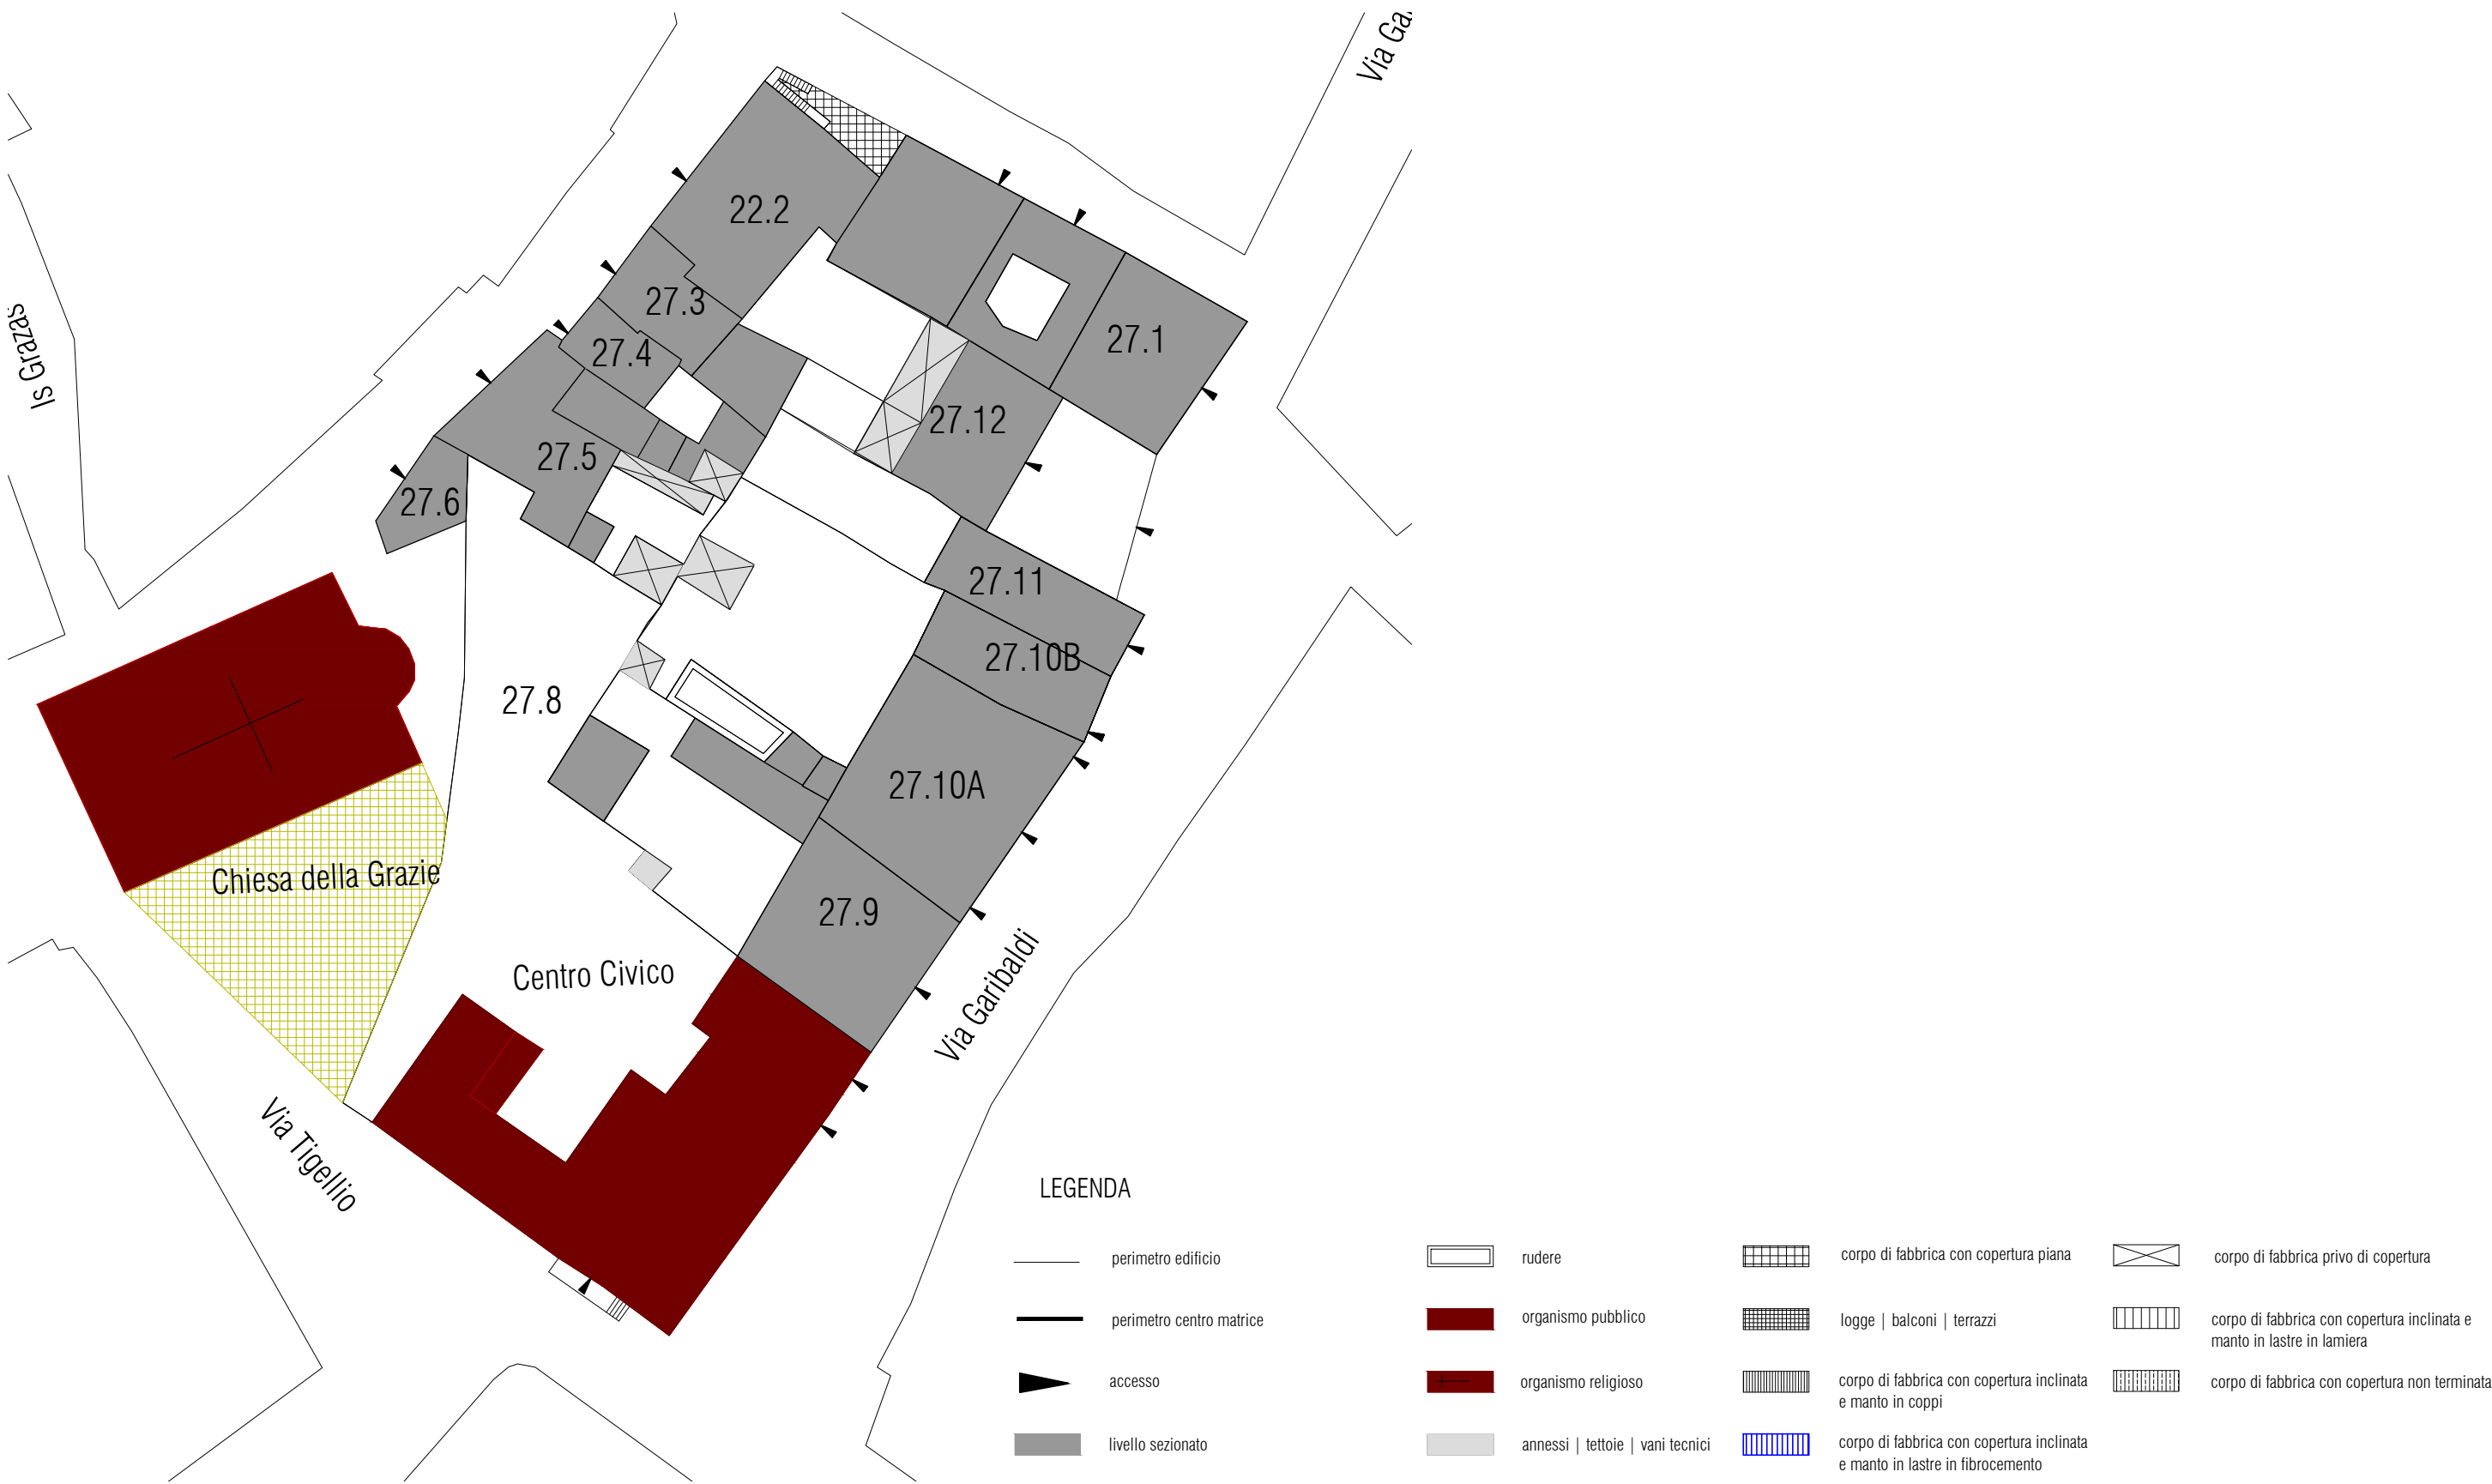 Via Ga.
22.2
27.3
27.1
Is Grazas
27.4
27.12
27.5
27.6
27.11
27.10B
27.8
27.10A
Chiesa della Grazie
27.9
Centro Civico
Via Garibaldi
Via Tigellio
LEGENDA
perimetro edificio
perimetro centro matrice
accesso
livello sezionato
rudere
organismo pubblico
organismo religioso
annessi | tettoie | vani tecnici
corpo di fabbrica con copertura piana
logge | balconi | terrazzi
corpo di fabbrica con copertura inclinata
e manto in coppi
corpo di fabbrica con copertura inclinata
e manto in lastre in fibrocemento
corpo di fabbrica privo di copertura
corpo di fabbrica con copertura inclinata e
manto in lastre in lamiera
corpo di fabbrica con copertura non terminata